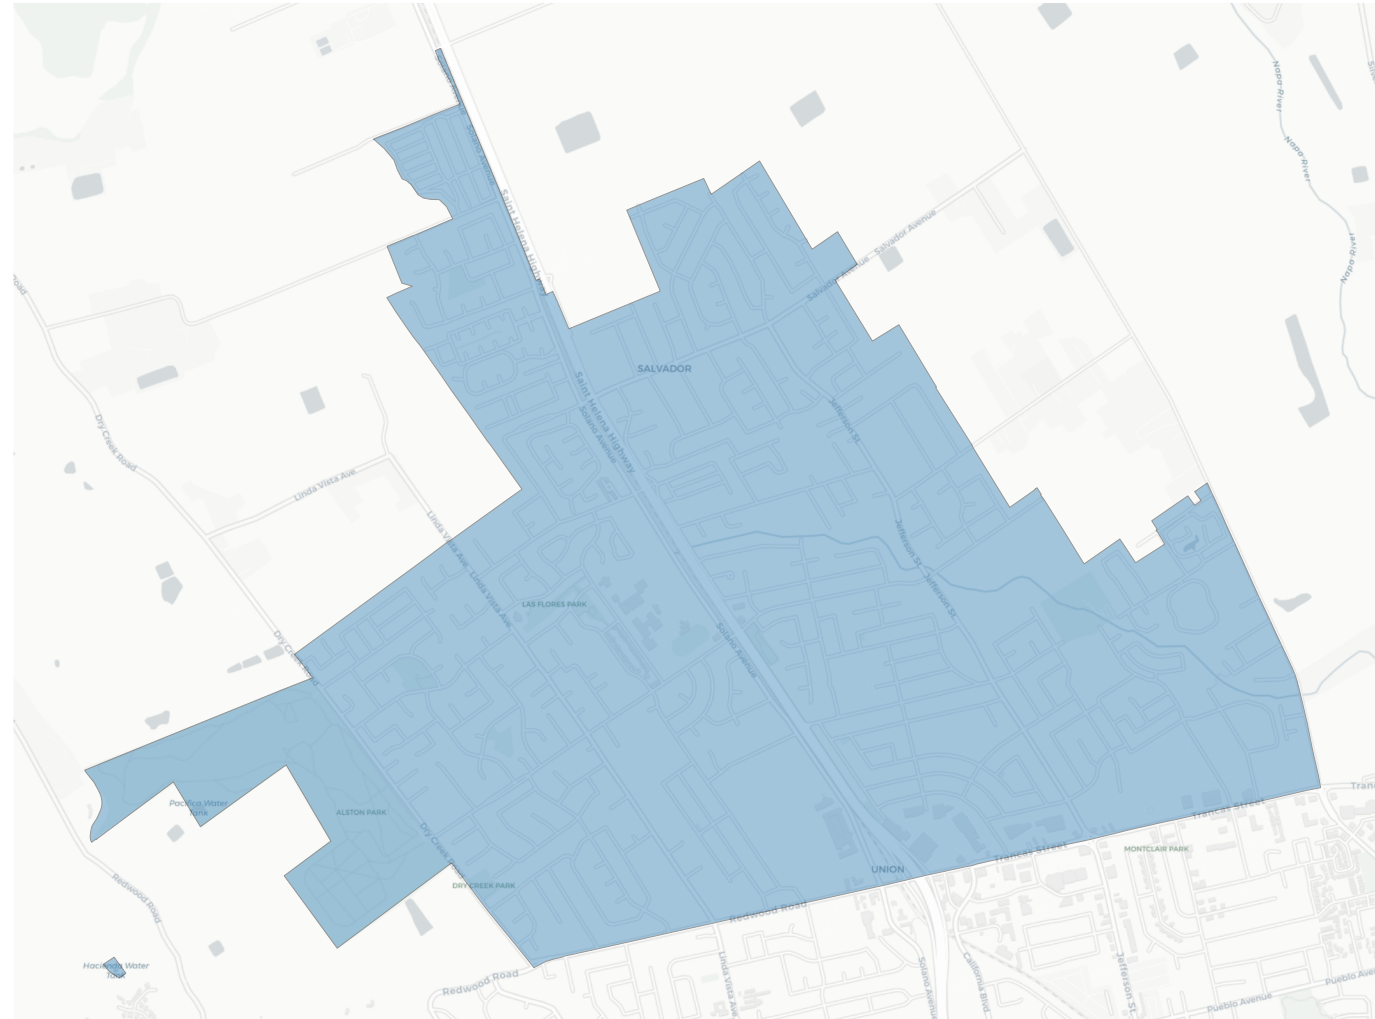 Napa River
Napa River
Napa River
Solano Avenue
Saint Helena Highway
Salvador Avenue
Salvador Avenue
SALVADOR
Saint Helena Highway
Solano Avenue
Jefferson St.
Dry Creek Road
Linda Vista Ave.
Linda Vista Ave.
Linda Vista Ave.
Jefferson St.
Jefferson St.
LAS FLORES PARK
Solano Avenue
Dry Creek Road
Pacifica Water
Tank
ALSTON PARK
Dry Creek Road
Trancas Street
Trancas Street
MONTCLAIR PARK
UNION
DRY CREEK PARK
Redwood Road
Redwood Road
Hacienda Water
Tank
Redwood Road
Linda Vista Ave.
Solano Avenue
California Blvd.
Jefferson St.
Pueblo Avenue
Pueblo Avenue